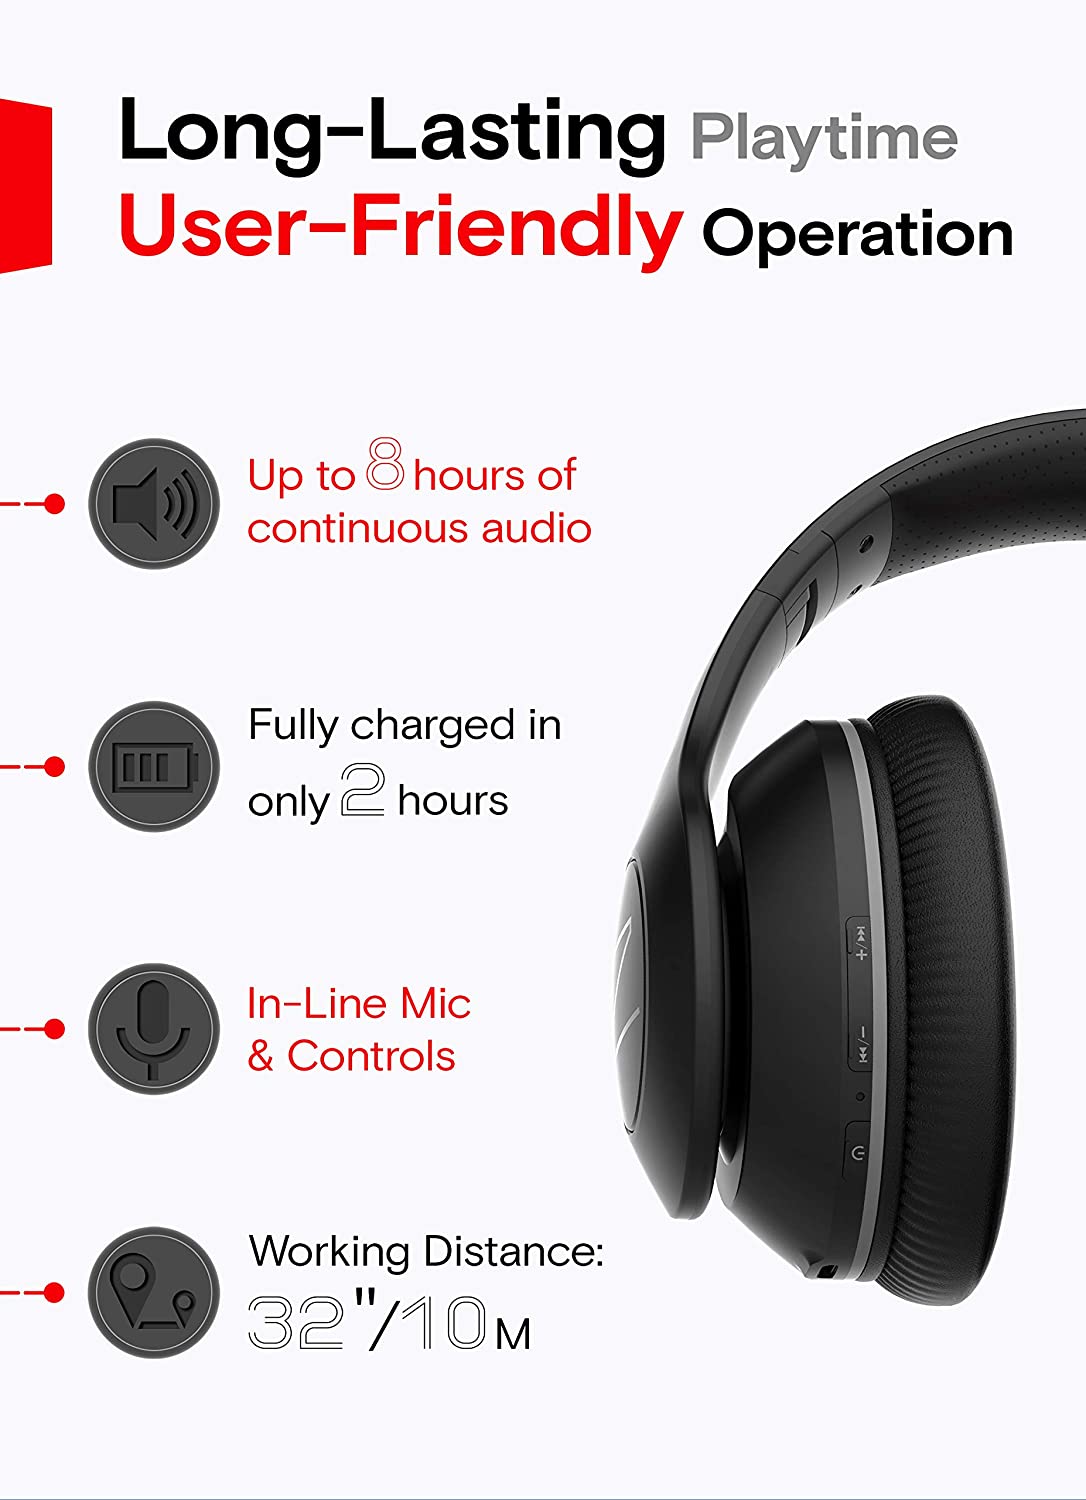 Long-Lasting Playtime
User-Friendly Operation
Up to 8 hours of
continuous audio
Fully charged in
only 2 hours
In-Line Mic
& Controls
Working Distance:
32"/10M
+/⏭
⏮/-